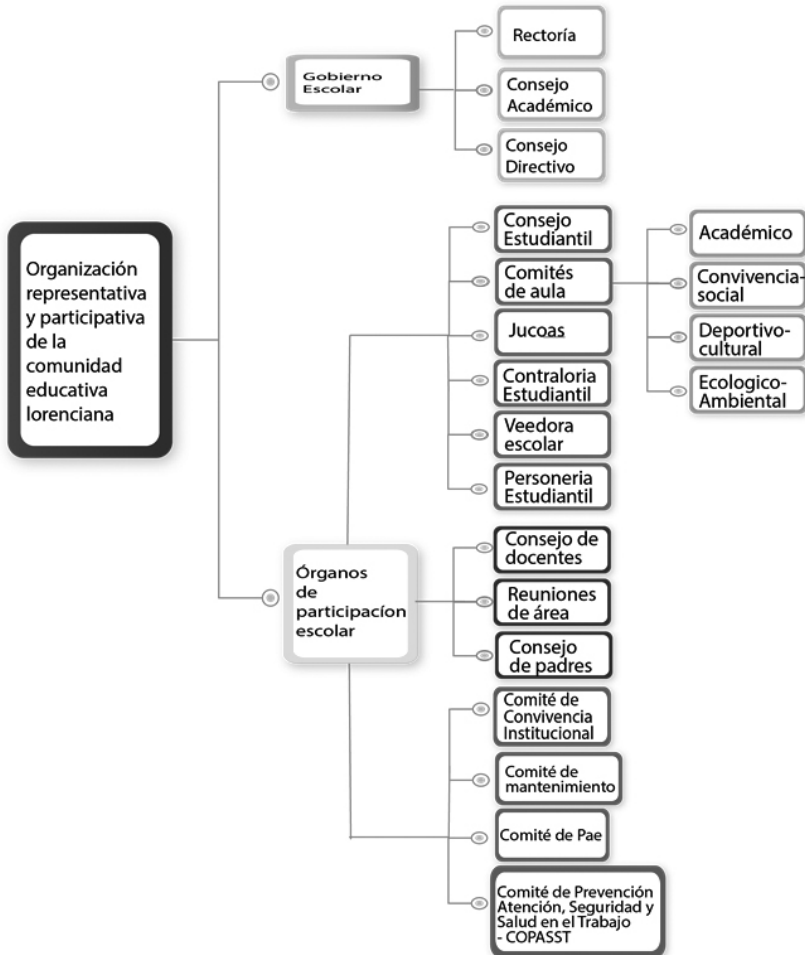 Organización
representativa
y participativa
de la
comunidad
educativa
lorenciana
Gobierno
Escolar
Rectoría
Consejo
Académico
Consejo
Directivo
Órganos
de
participacíon
escolar
Consejo
Estudiantil
Comités
de aula
Académico
Convivencia-
social
Deportivo-
cultural
Ecologico-
Ambiental
Jucoas
Contraloria
Estudiantil
Veedora
escolar
Personeria
Estudiantil
Consejo de
docentes
Reuniones
de área
Consejo
de padres
Comité de
Convivencia
Institucional
Comité de
mantenimiento
Comité de Pae
Comité de Prevención
Atención, Seguridad y
Salud en el Trabajo
- COPASST